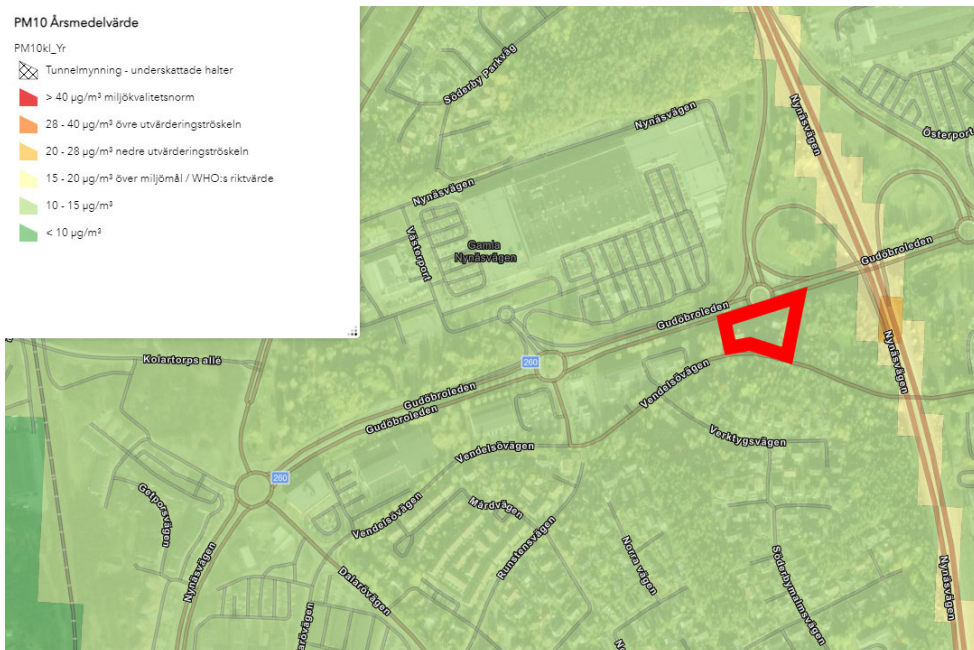 PM10 Årsmedelvärde
PM10kl_Yr
Tunnelmynning - underskattade halter
> 40 µg/m³ miljökvalitetsnorm
28 - 40 µg/m³ övre utvärderingströskeln
20 - 28 µg/m³ nedre utvärderingströskeln
15 - 20 µg/m³ över miljömål / WHO:s riktvärde
10 - 15 µg/m³
< 10 µg/m³
Söderby Parkväg
Nynäsvägen
Nynäsvägen
Österport
Nynäsvägen
Västerport
Gamla
Nynäsvägen
Gudöbroleden
Gudöbroleden
Nynäsvägen
Kolartorps allé
260
Vendelsövägen
Gudöbroleden
Gudöbroleden
Verktygsvägen
Vendelsövägen
260
Getporsvägen
Vendelsövägen
Mårdvägen
Runstensvägen
Norra vägen
Söderbymalmsvägen
Nynäsvägen
Nynäsvägen
Dalarövägen